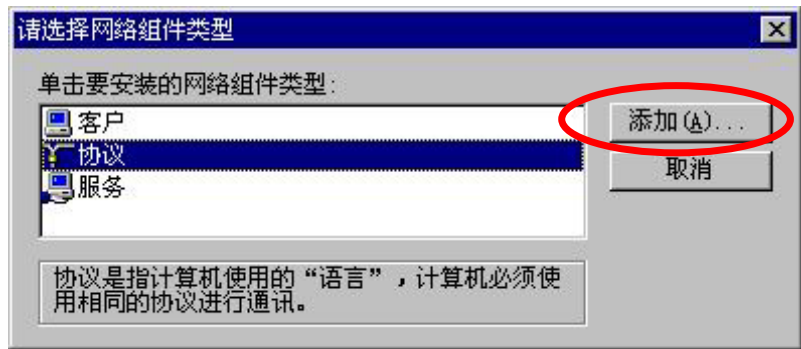 请选择网络组件类型
单击要安装的网络组件类型:
客户
添加(A)...
协议
取消
服务
协议是指计算机使用的“语言”,计算机必须使
用相同的协议进行通讯。